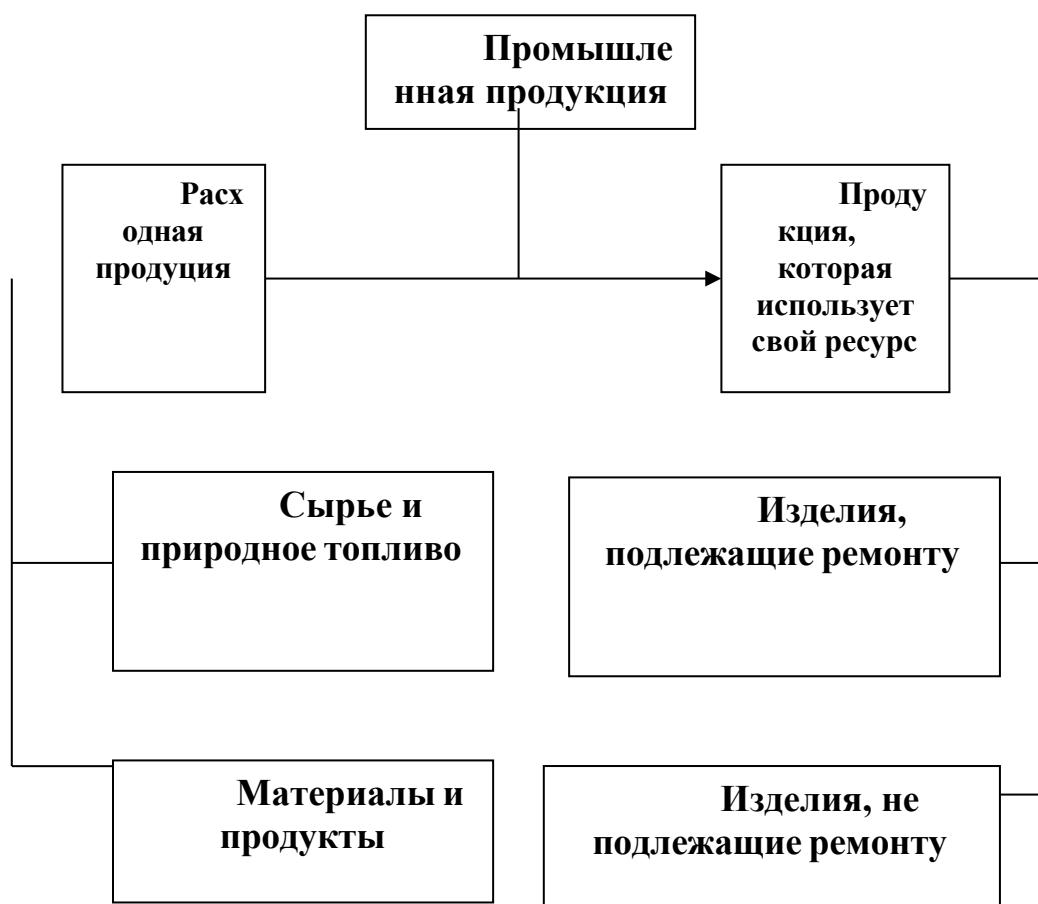 Промышле
нная продукция
Расх
одная
продуция
Проду
кция,
которая
использует
свой ресурс
Сырье и
природное топливо
Изделия,
подлежащие ремонту
Материалы и
продукты
Изделия, не
подлежащие ремонту